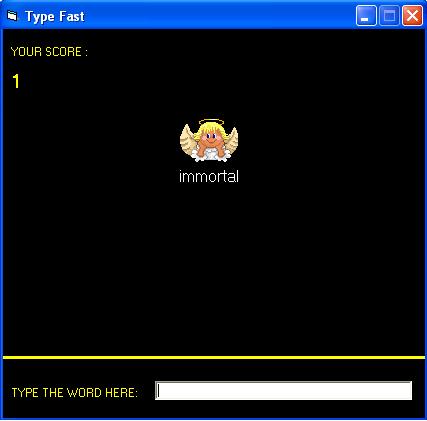 Type Fast
YOUR SCORE :
1
immortal
TYPE THE WORD HERE: